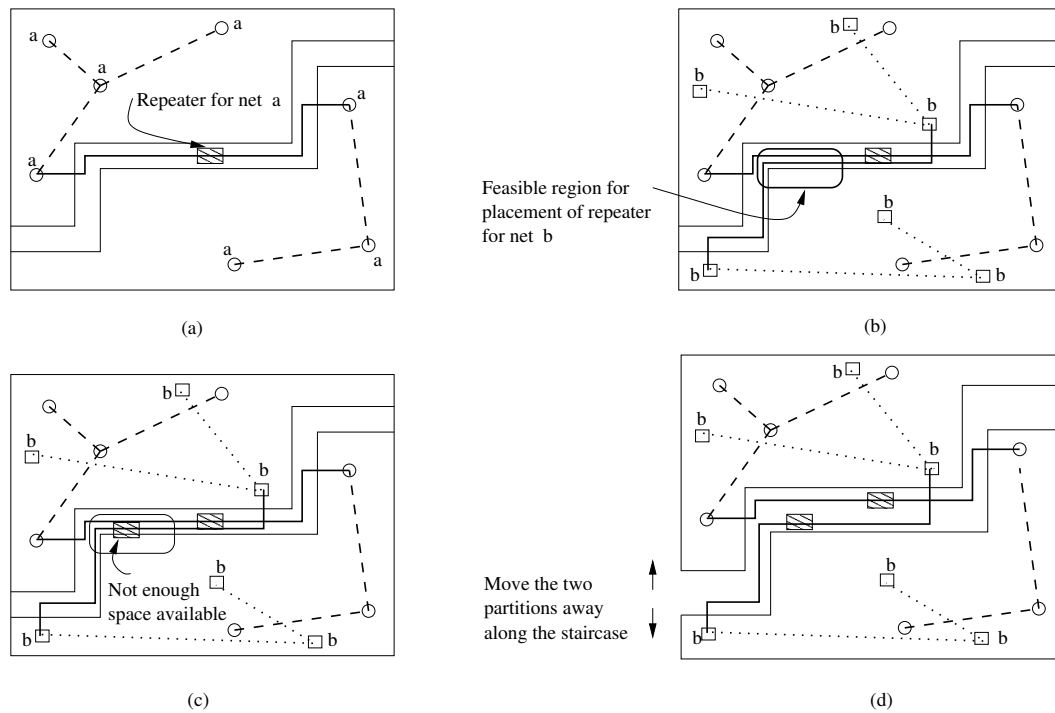 a
a
a
Repeater for net a
a
a
a
a
(a)
b
b
b
Feasible region for
placement of repeater
for net b
b
b
b
(b)
b
b
b
Not enough
space available
b
b
b
(c)
b
b
b
Move the two
partitions away
along the staircase
b
b
b
(d)